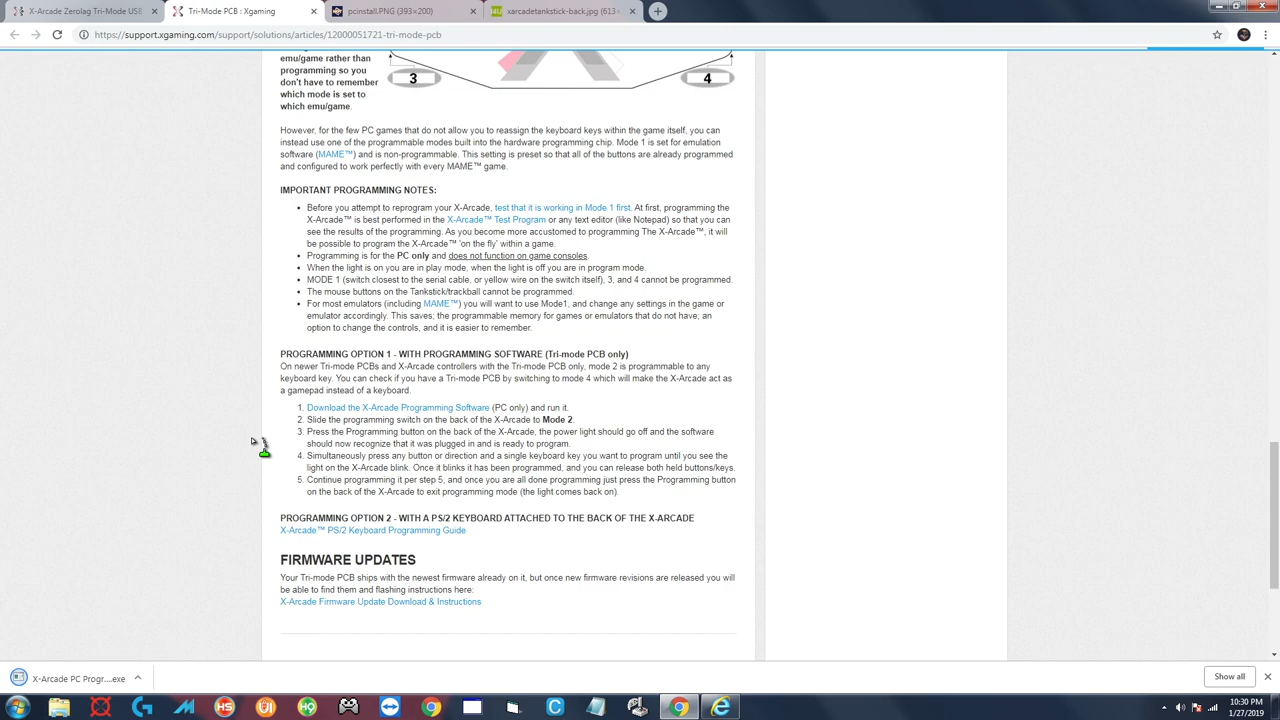 X-Arcade Zerolag Tri-Mode USB
Tri-Mode PCB : Xgaming
pcinstall.PNG (393×200)
xarcadetankstick-back.jpg (613×
https://support.xgaming.com/support/solutions/articles/12000051721-tri-mode-pcb
emu/game rather than
programming so you
don't have to remember
which mode is set to
which emu/game.
3
4
However, for the few PC games that do not allow you to reassign the keyboard keys within the game itself, you can
instead use one of the programmable modes built into the hardware programming chip. Mode 1 is set for emulation
software (MAME™) and is non-programmable. This setting is preset so that all of the buttons are already programmed
and configured to work perfectly with every MAME™ game.
IMPORTANT PROGRAMMING NOTES:
• Before you attempt to reprogram your X-Arcade, test that it is working in Mode 1 first. At first, programming the
X-Arcade™ is best performed in the X-Arcade™ Test Program or any text editor (like Notepad) so that you can
see the results of the programming. As you become more accustomed to programming The X-Arcade™, it will
be possible to program the X-Arcade™ 'on the fly' within a game.
• Programming is for the PC only and does not function on game consoles.
• When the light is on you are in play mode, when the light is off you are in program mode.
• MODE 1 (switch closest to the serial cable, or yellow wire on the switch itself), 3, and 4 cannot be programmed.
• The mouse buttons on the Tankstick/trackball cannot be programmed.
• For most emulators (including MAME™) you will want to use Mode1, and change any settings in the game or
emulator accordingly. This saves; the programmable memory for games or emulators that do not have; an
option to change the controls, and it is easier to remember.
PROGRAMMING OPTION 1 - WITH PROGRAMMING SOFTWARE (Tri-mode PCB only)
On newer Tri-mode PCBs and X-Arcade controllers with the Tri-mode PCB only, mode 2 is programmable to any
keyboard key. You can check if you have a Tri-mode PCB by switching to mode 4 which will make the X-Arcade act as
a gamepad instead of a keyboard.
1. Download the X-Arcade Programming Software (PC only) and run it.
2. Slide the programming switch on the back of the X-Arcade to Mode 2.
3. Press the Programming button on the back of the X-Arcade, the power light should go off and the software
should now recognize that it was plugged in and is ready to program.
4. Simultaneously press any button or direction and a single keyboard key you want to program until you see the
light on the X-Arcade blink. Once it blinks it has been programmed, and you can release both held buttons/keys.
5. Continue programming it per step 5, and once you are all done programming just press the Programming button
on the back of the X-Arcade to exit programming mode (the light comes back on).
PROGRAMMING OPTION 2 - WITH A PS/2 KEYBOARD ATTACHED TO THE BACK OF THE X-ARCADE
X-Arcade™ PS/2 Keyboard Programming Guide
FIRMWARE UPDATES
Your Tri-mode PCB ships with the newest firmware already on it, but once new firmware revisions are released you will
be able to find them and flashing instructions here:
X-Arcade Firmware Update Download & Instructions
X-Arcade PC Progr....exe
Show all
10:30 PM
1/27/2019